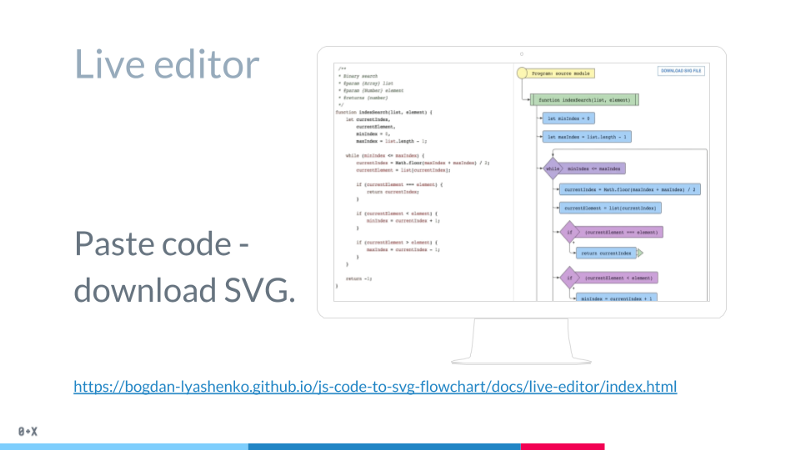 Live editor
Paste code -
download SVG.
/**
* Binary search
* @param {Array} list
* @param {Number} element
* @returns {number}
*/
function indexSearch(list, element) {
let currentIndex,
currentElement,
minIndex = 0,
maxIndex = list.length - 1;
while (minIndex <= maxIndex) {
currentIndex = Math.floor(maxIndex + maxIndex) / 2;
currentElement = list[currentIndex];
if (currentElement === element) {
return currentIndex;
}
if (currentElement < element) {
minIndex = currentIndex + 1;
}
if (currentElement > element) {
maxIndex = currentIndex - 1;
}
}
return -1;
}
Program: source module
DOWNLOAD SVG FILE
function indexSearch(list, element)
let minIndex = 0
let maxIndex = list.length - 1
while minIndex <= maxIndex
currentIndex = Math.floor(maxIndex + maxIndex) / 2
currentElement = list[currentIndex]
if (currentElement === element)
return currentIndex
if (currentElement < element)
minIndex = currentIndex + 1
https://bogdan-lyashenko.github.io/js-code-to-svg-flowchart/docs/live-editor/index.html
0+X